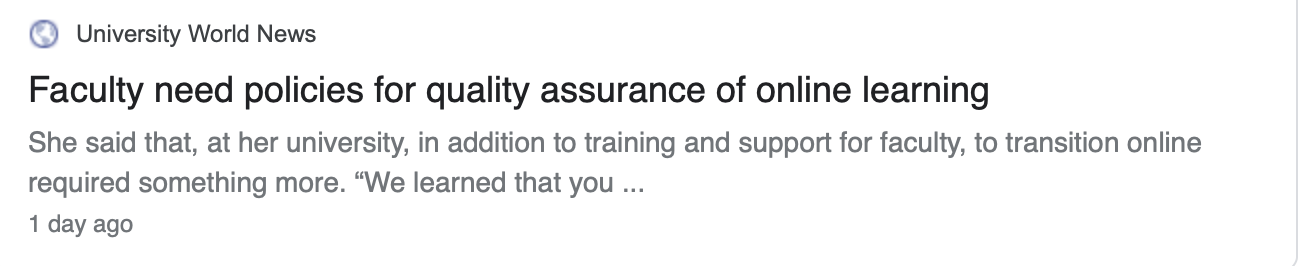 University World News
Faculty need policies for quality assurance of online learning
She said that, at her university, in addition to training and support for faculty, to transition online
required something more. “We learned that you ...
1 day ago